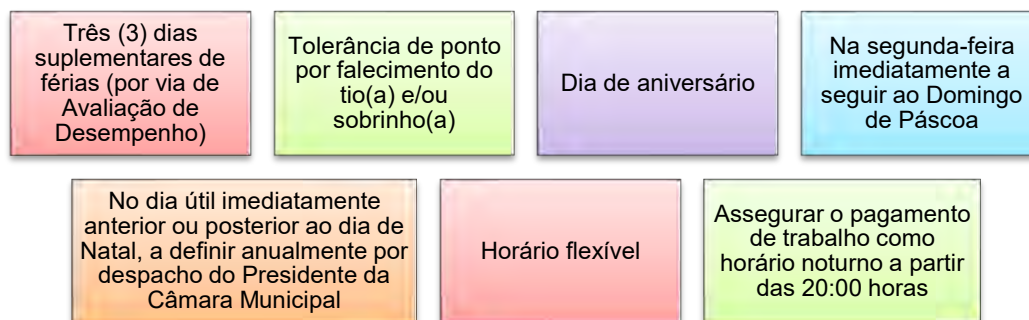 Três (3) dias
suplementares de
férias (por via de
Avaliação de
Desempenho)
Tolerância de ponto
por falecimento do
tio(a) e/ou
sobrinho(a)
Dia de aniversário
Na segunda-feira
imediatamente a
seguir ao Domingo
de Páscoa
No dia útil imediatamente
anterior ou posterior ao dia de
Natal, a definir anualmente por
despacho do Presidente da
Câmara Municipal
Horário flexível
Assegurar o pagamento
de trabalho como
horário noturno a partir
das 20:00 horas